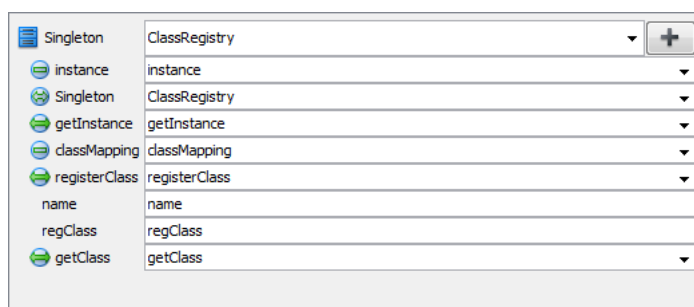 Singleton ClassRegistry
instance instance
Singleton ClassRegistry
getInstance getInstance
classMapping classMapping
registerClass registerClass
name name
regClass regClass
getClass getClass